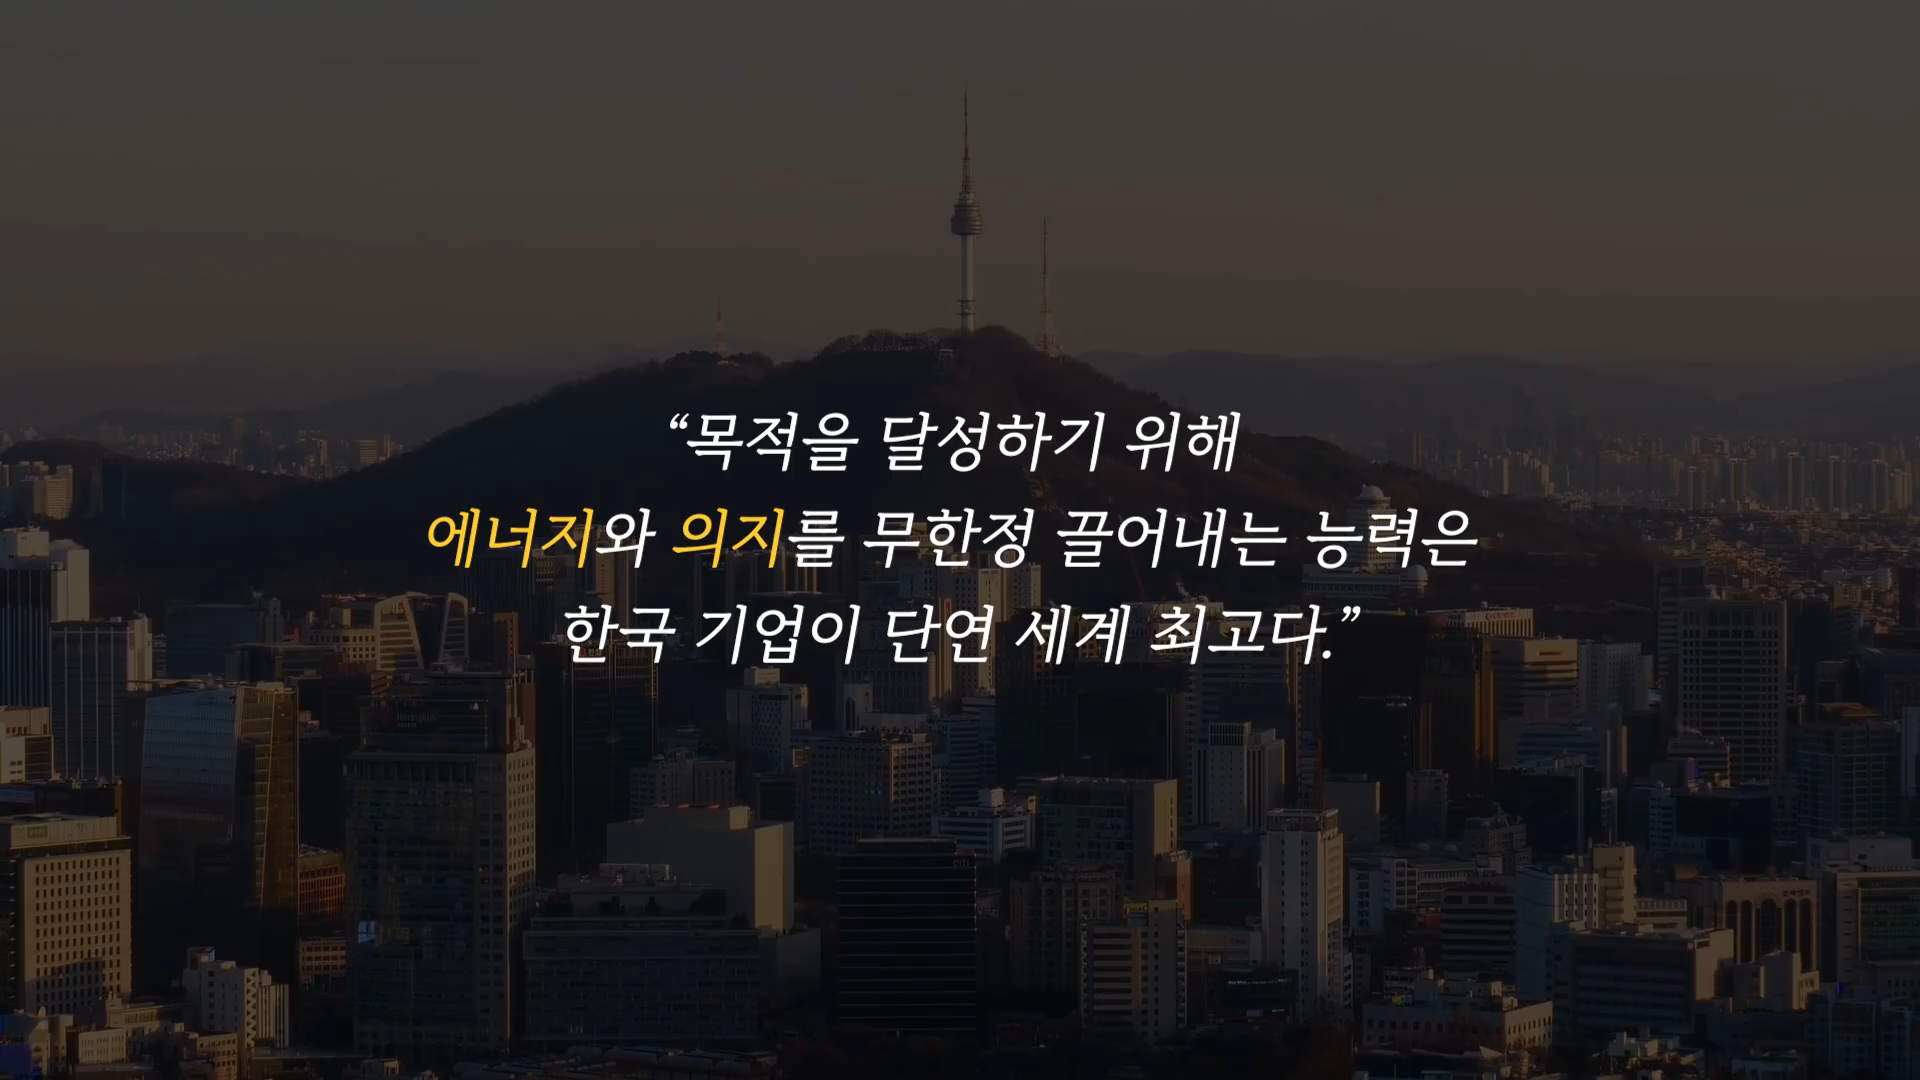 “목적을 달성하기 위해
에너지와 의지를 무한정 끌어내는 능력은
한국 기업이 단연 세계 최고다.”
citi